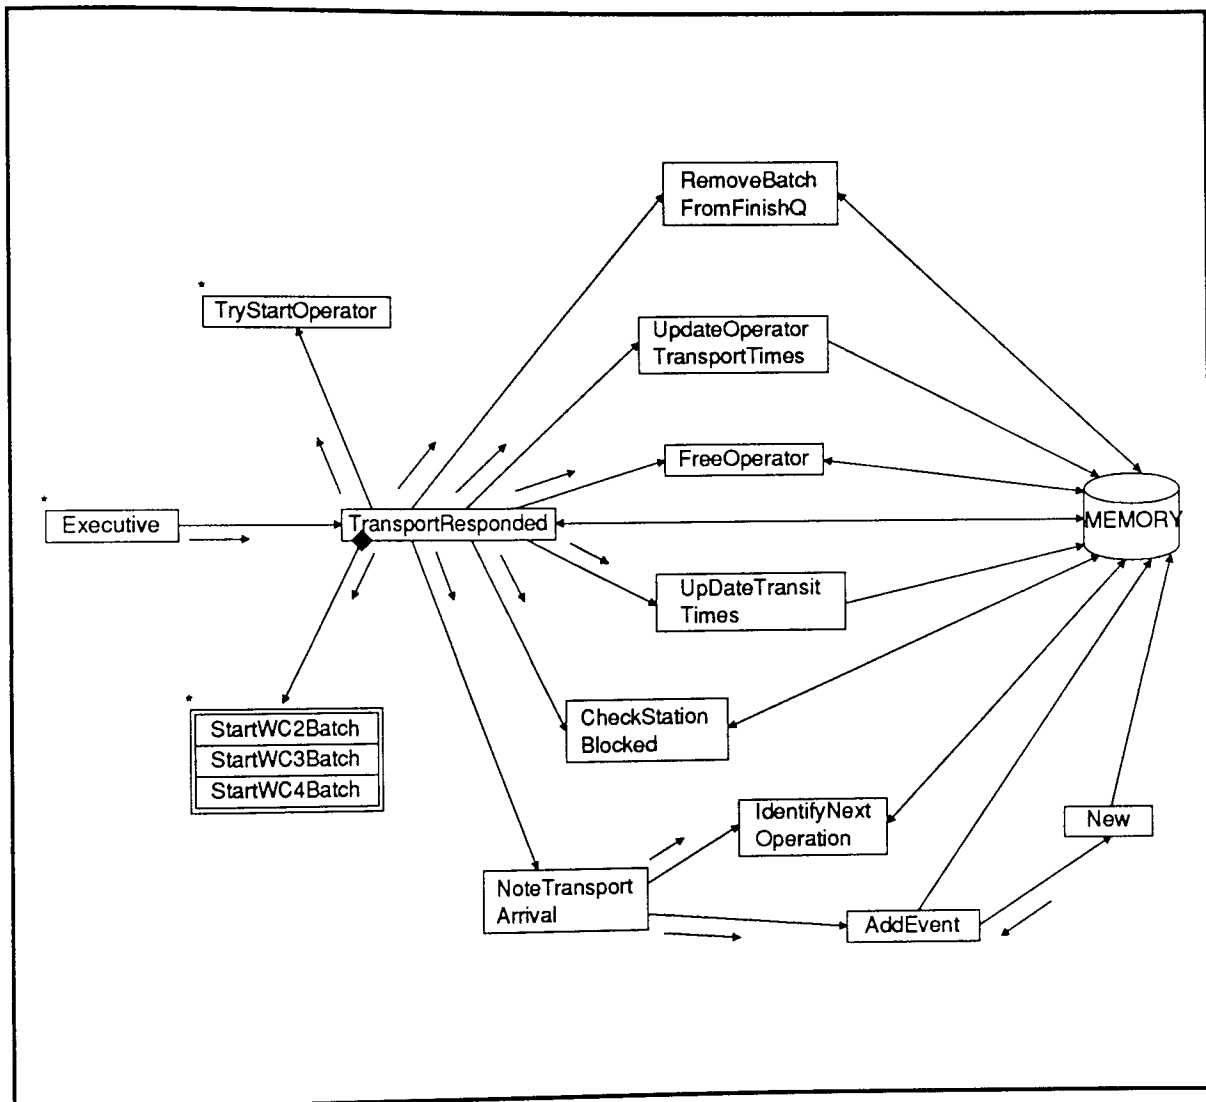 RemoveBatch
FromFinishQ
*
TryStartOperator
UpdateOperator
TransportTimes
FreeOperator
*
Executive
TransportResponded
MEMORY
UpDateTransit
Times
*
StartWC2Batch
StartWC3Batch
StartWC4Batch
CheckStation
Blocked
IdentifyNext
Operation
New
NoteTransport
Arrival
AddEvent